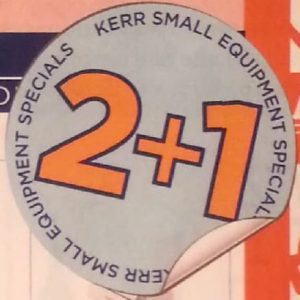 KERR SMALL EQUIPMENT SPECIALS
KERR SMALL EQUIPMENT SPECIAL
2+1